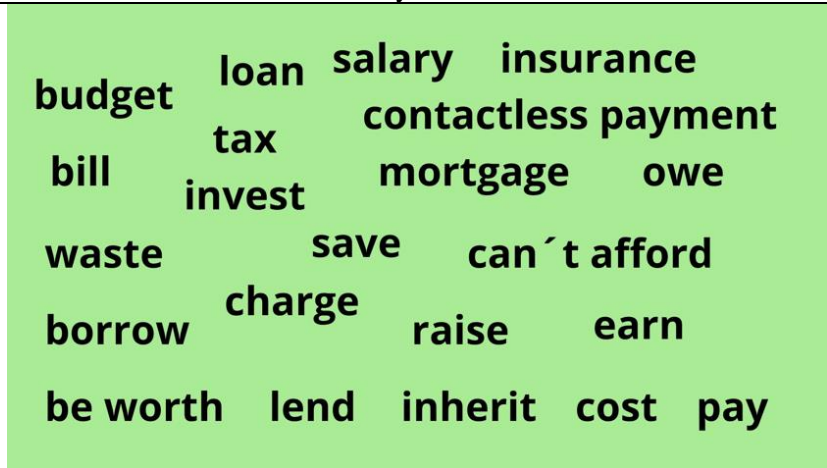 budget loan salary insurance
tax contactless payment
bill invest mortgage owe
waste save can´t afford
borrow charge raise earn
be worth lend inherit cost pay